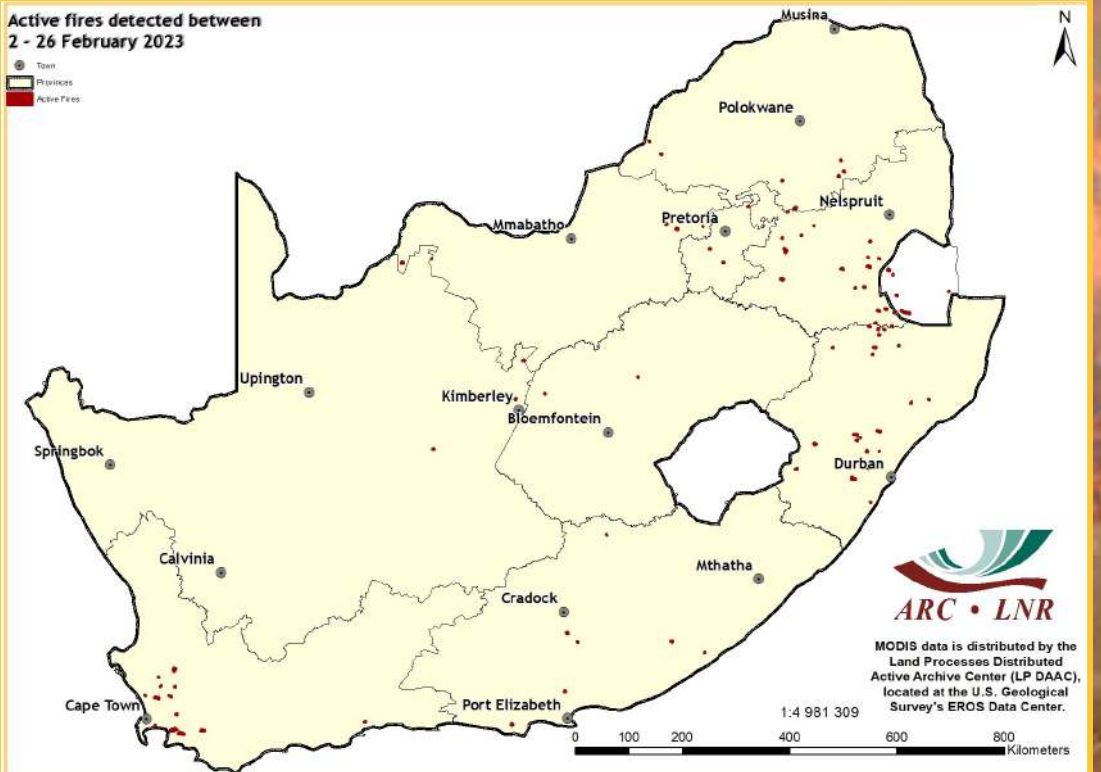 Active fires detected between
2 - 26 February 2023
Town
Provinces
Active Fires
N
Musina
Polokwane
Nelspruit
Pretoria
Mmabatho
Upington
Kimberley
Bloemfontein
Springbok
Durban
Calvinia
Mthatha
Cradock
Cape Town
Port Elizabeth
ARC • LNR
MODIS data is distributed by the
Land Processes Distributed
Active Archive Center (LP DAAC),
located at the U.S. Geological
Survey's EROS Data Center.
1:4 981 309
0 100 200 400 600 800
Kilometers